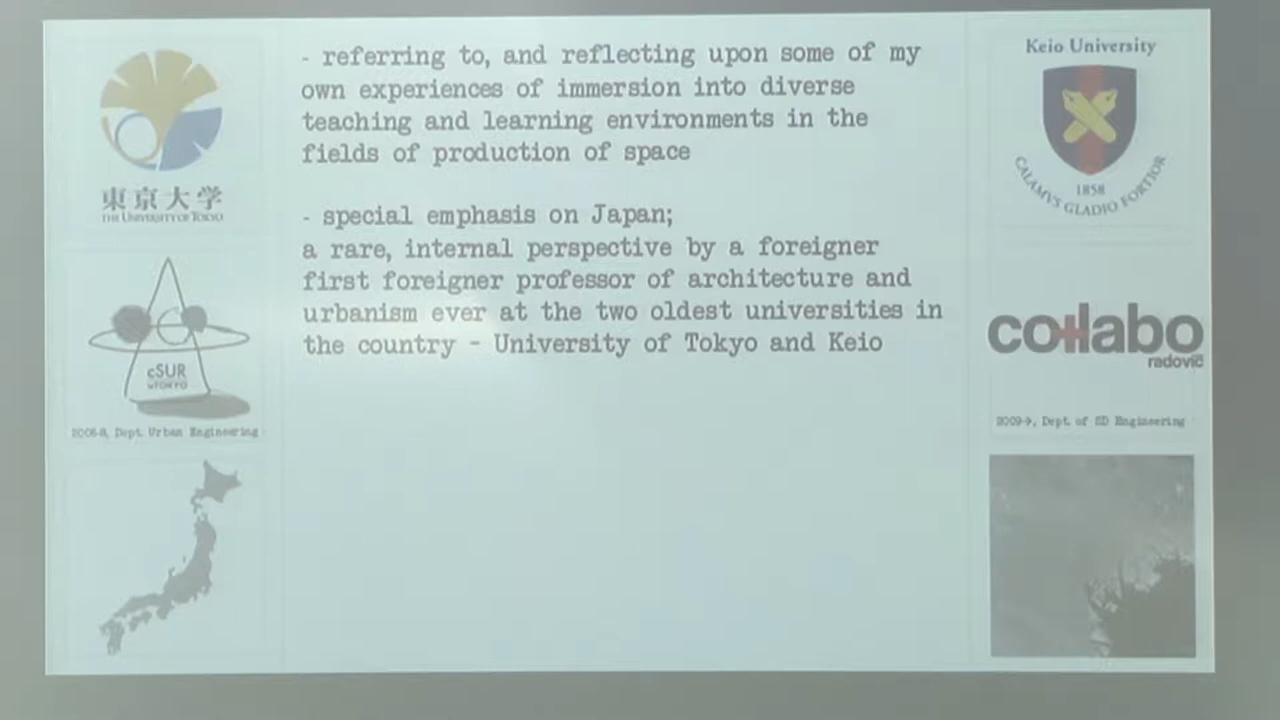 東京大学
THE UNIVERSITY OF TOKYO
cSUR
UTOKYO
2006-8, Dept. Urban Engineering
- referring to, and reflecting upon some of my
own experiences of immersion into diverse
teaching and learning environments in the
fields of production of space
- special emphasis on Japan;
a rare, internal perspective by a foreigner
first foreigner professor of architecture and
urbanism ever at the two oldest universities in
the country - University of Tokyo and Keio
Keio University
1858
CALAMVS GLADIO FORTIOR
co+labo
radović
2009→, Dept. of SD Engineering